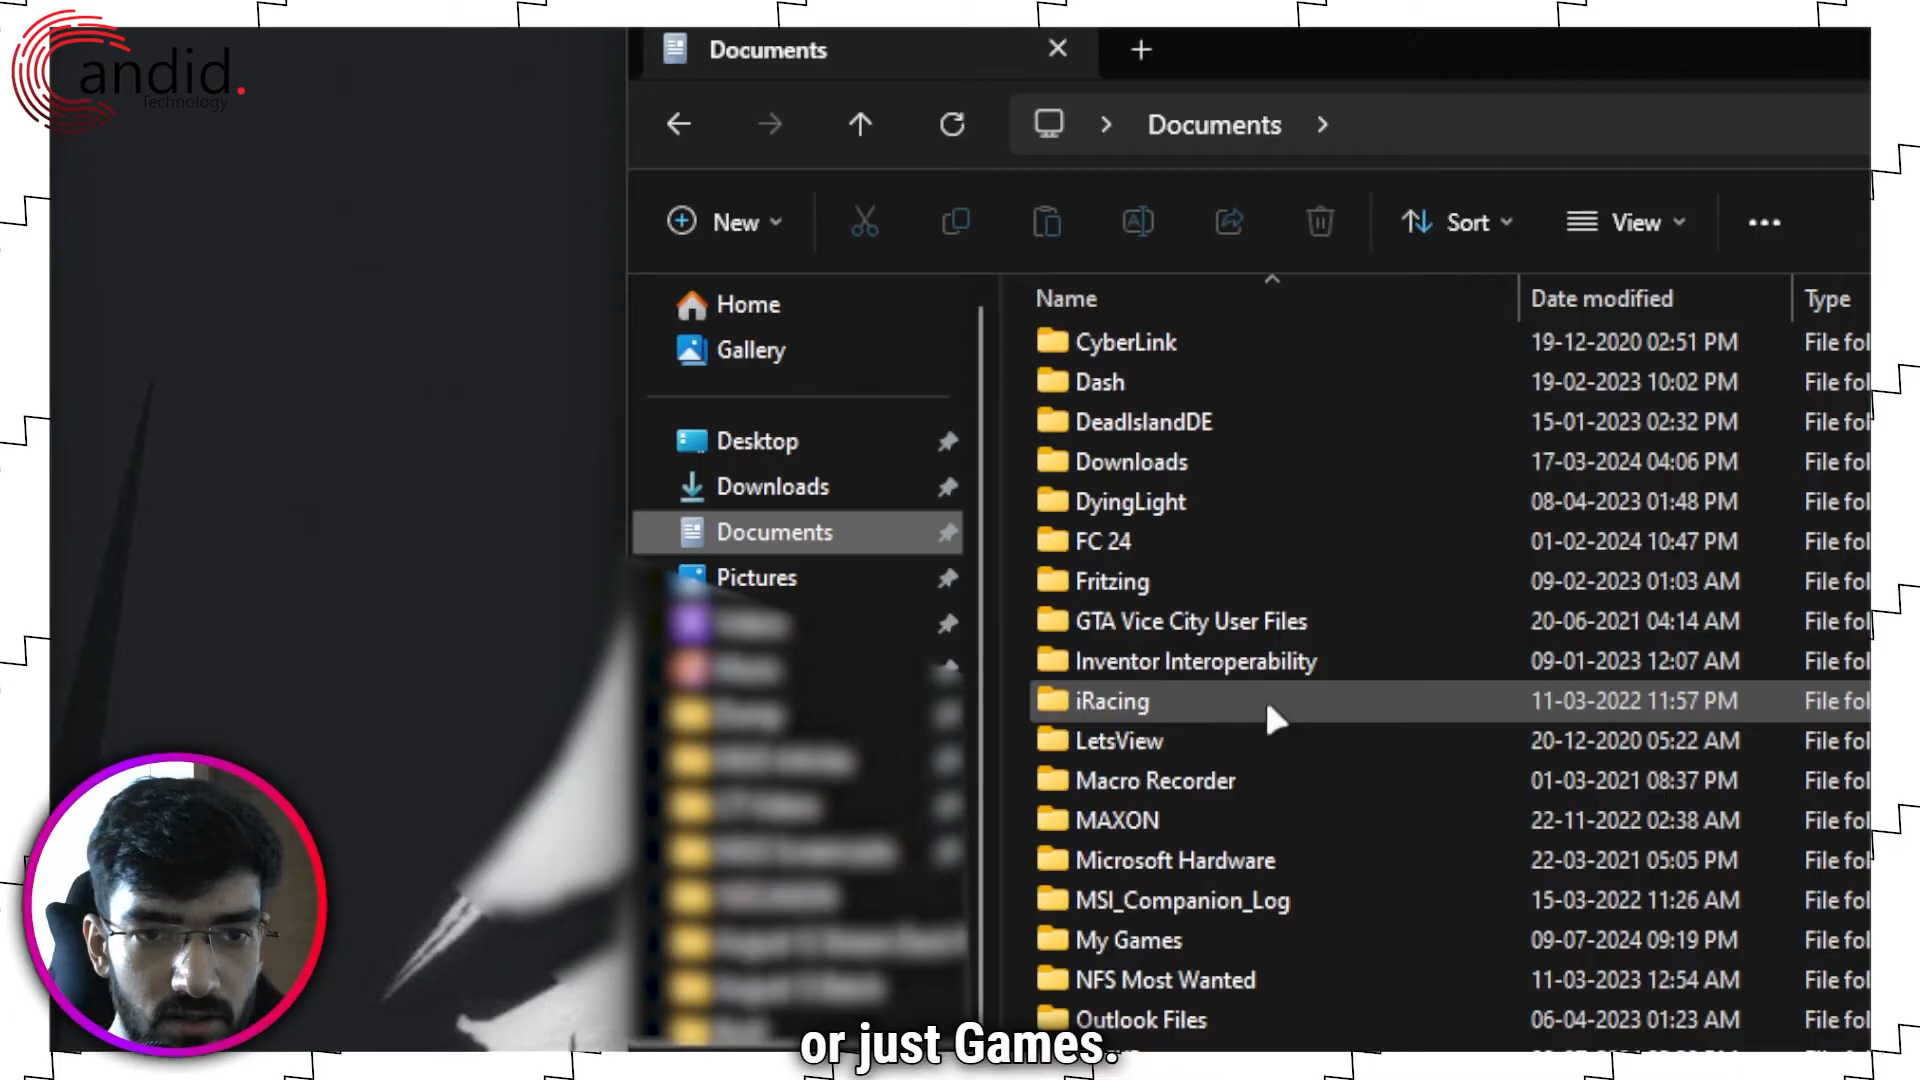 Candid.
Technology
Documents
Documents
New
Sort
View
Home
Gallery
Desktop
Downloads
Documents
Pictures
Name Date modified Type
CyberLink 19-12-2020 02:51 PM File fol
Dash 19-02-2023 10:02 PM File fol
DeadIslandDE 15-01-2023 02:32 PM File fol
Downloads 17-03-2024 04:06 PM File fol
DyingLight 08-04-2023 01:48 PM File fol
FC 24 01-02-2024 10:47 PM File fol
Fritzing 09-02-2023 01:03 AM File fol
GTA Vice City User Files 20-06-2021 04:14 AM File fol
Inventor Interoperability 09-01-2023 12:07 AM File fol
iRacing 11-03-2022 11:57 PM File fol
LetsView 20-12-2020 05:22 AM File fol
Macro Recorder 01-03-2021 08:37 PM File fol
MAXON 22-11-2022 02:38 AM File fol
Microsoft Hardware 22-03-2021 05:05 PM File fol
MSI_Companion_Log 15-03-2022 11:26 AM File fol
My Games 09-07-2024 09:19 PM File fol
NFS Most Wanted 11-03-2023 12:54 AM File fol
Outlook Files 06-04-2023 01:23 AM File fol
or just Games.